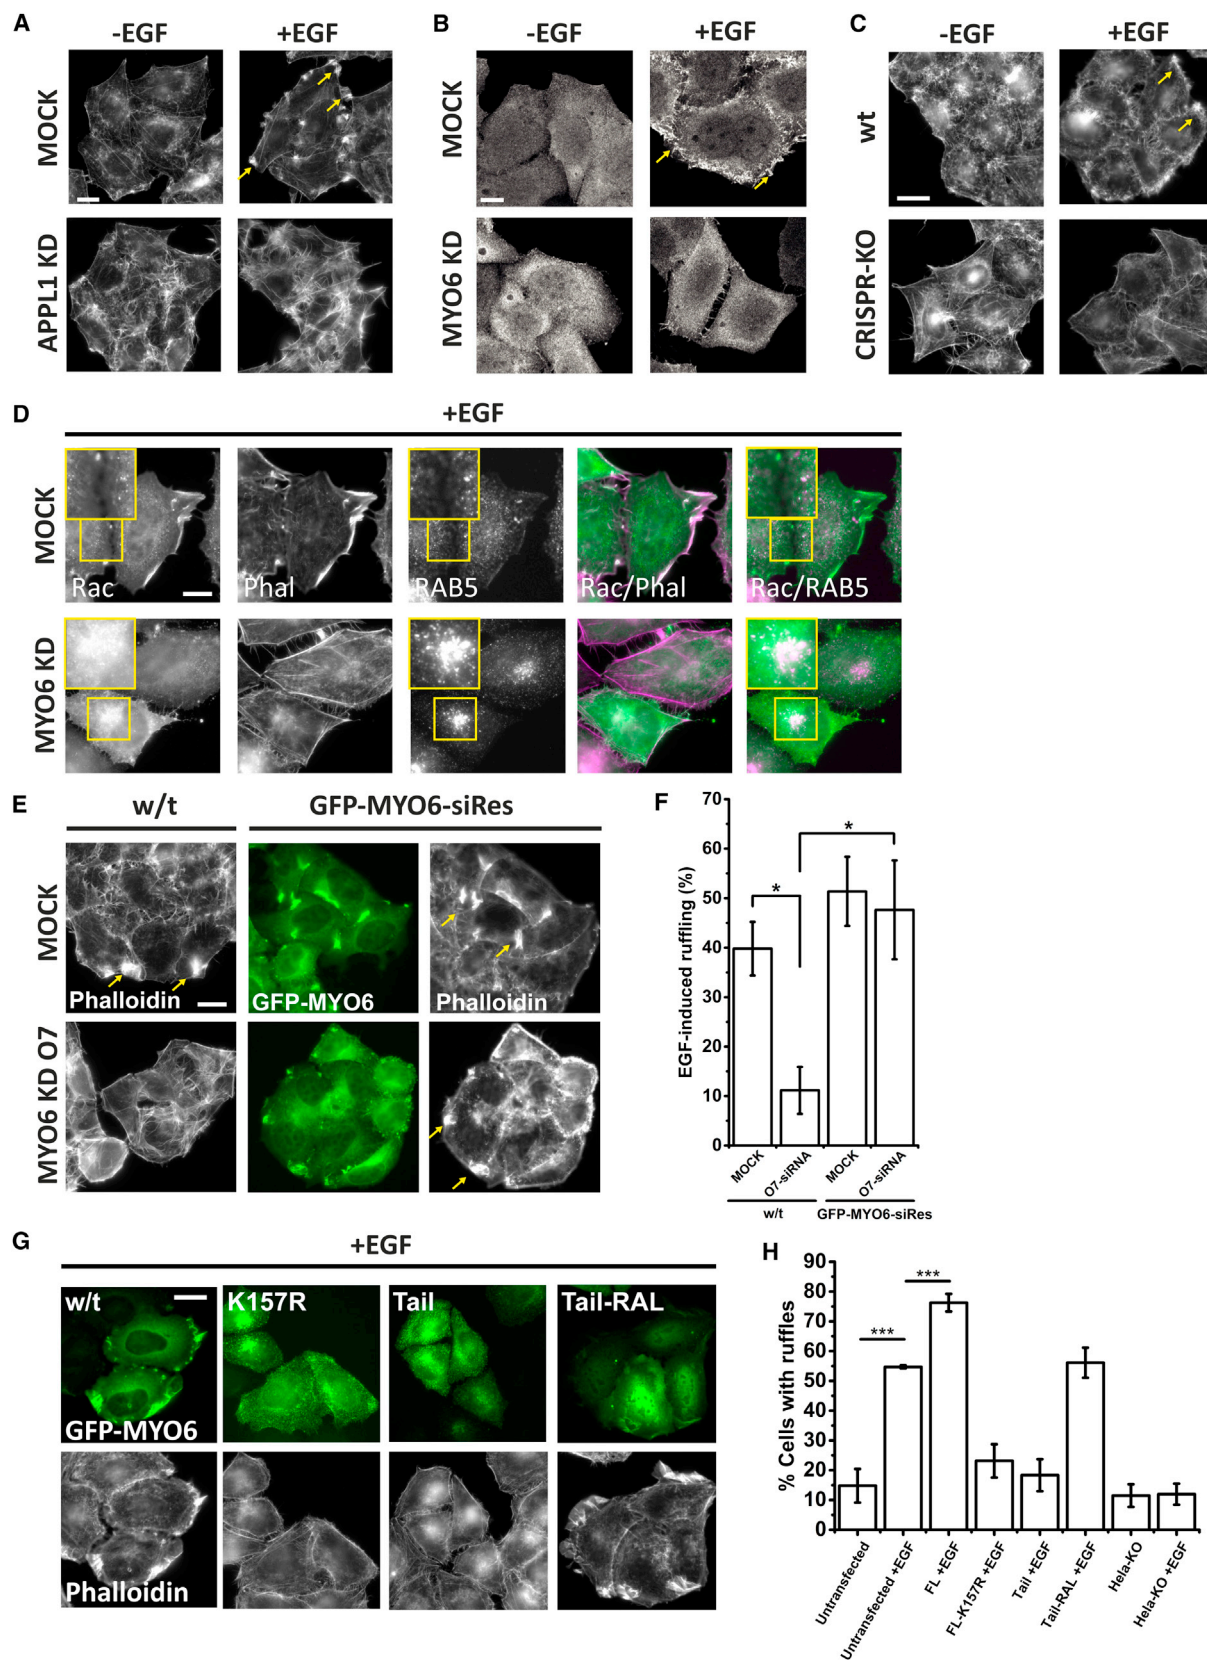 A
-EGF
+EGF
MOCK
APPL1 KD
B
-EGF
+EGF
MOCK
MYO6 KD
C
-EGF
+EGF
wt
CRISPR-KO
D
+EGF
MOCK
Rac
Phal
RAB5
Rac/Phal
Rac/RAB5
MYO6 KD
E
w/t
GFP-MYO6-siRes
MOCK
Phalloidin
GFP-MYO6
Phalloidin
MYO6 KD O7
F
EGF-induced ruffling (%)
70
60
50
40
30
20
10
0
*
*
MOCK
O7-siRNA
MOCK
O7-siRNA
w/t
GFP-MYO6-siRes
G
+EGF
w/t
K157R
Tail
Tail-RAL
GFP-MYO6
Phalloidin
H
% Cells with ruffles
90
80
70
60
50
40
30
20
10
0
***
***
Untransfected
Untransfected +EGF
FL +EGF
FL-K157R +EGF
Tail +EGF
Tail-RAL +EGF
Hela-KO
Hela-KO +EGF